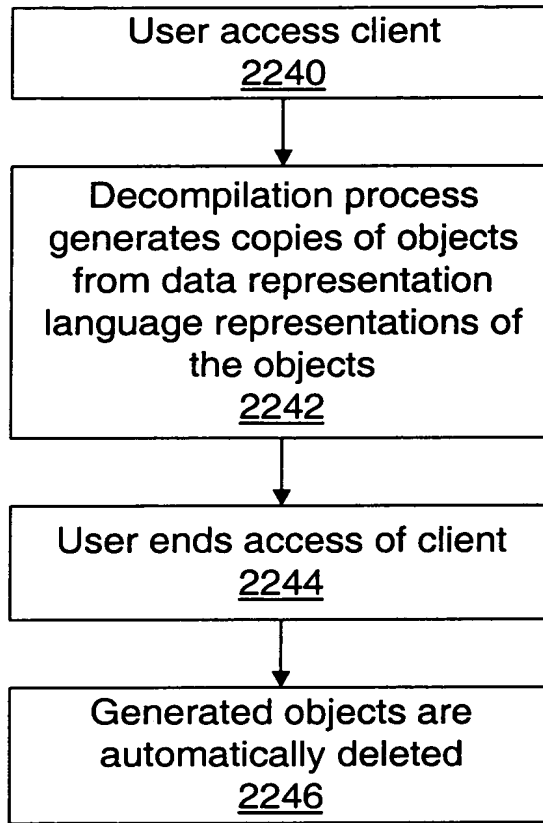 User access client
2240
Decompilation process
generates copies of objects
from data representation
language representations of
the objects
2242
User ends access of client
2244
Generated objects are
automatically deleted
2246